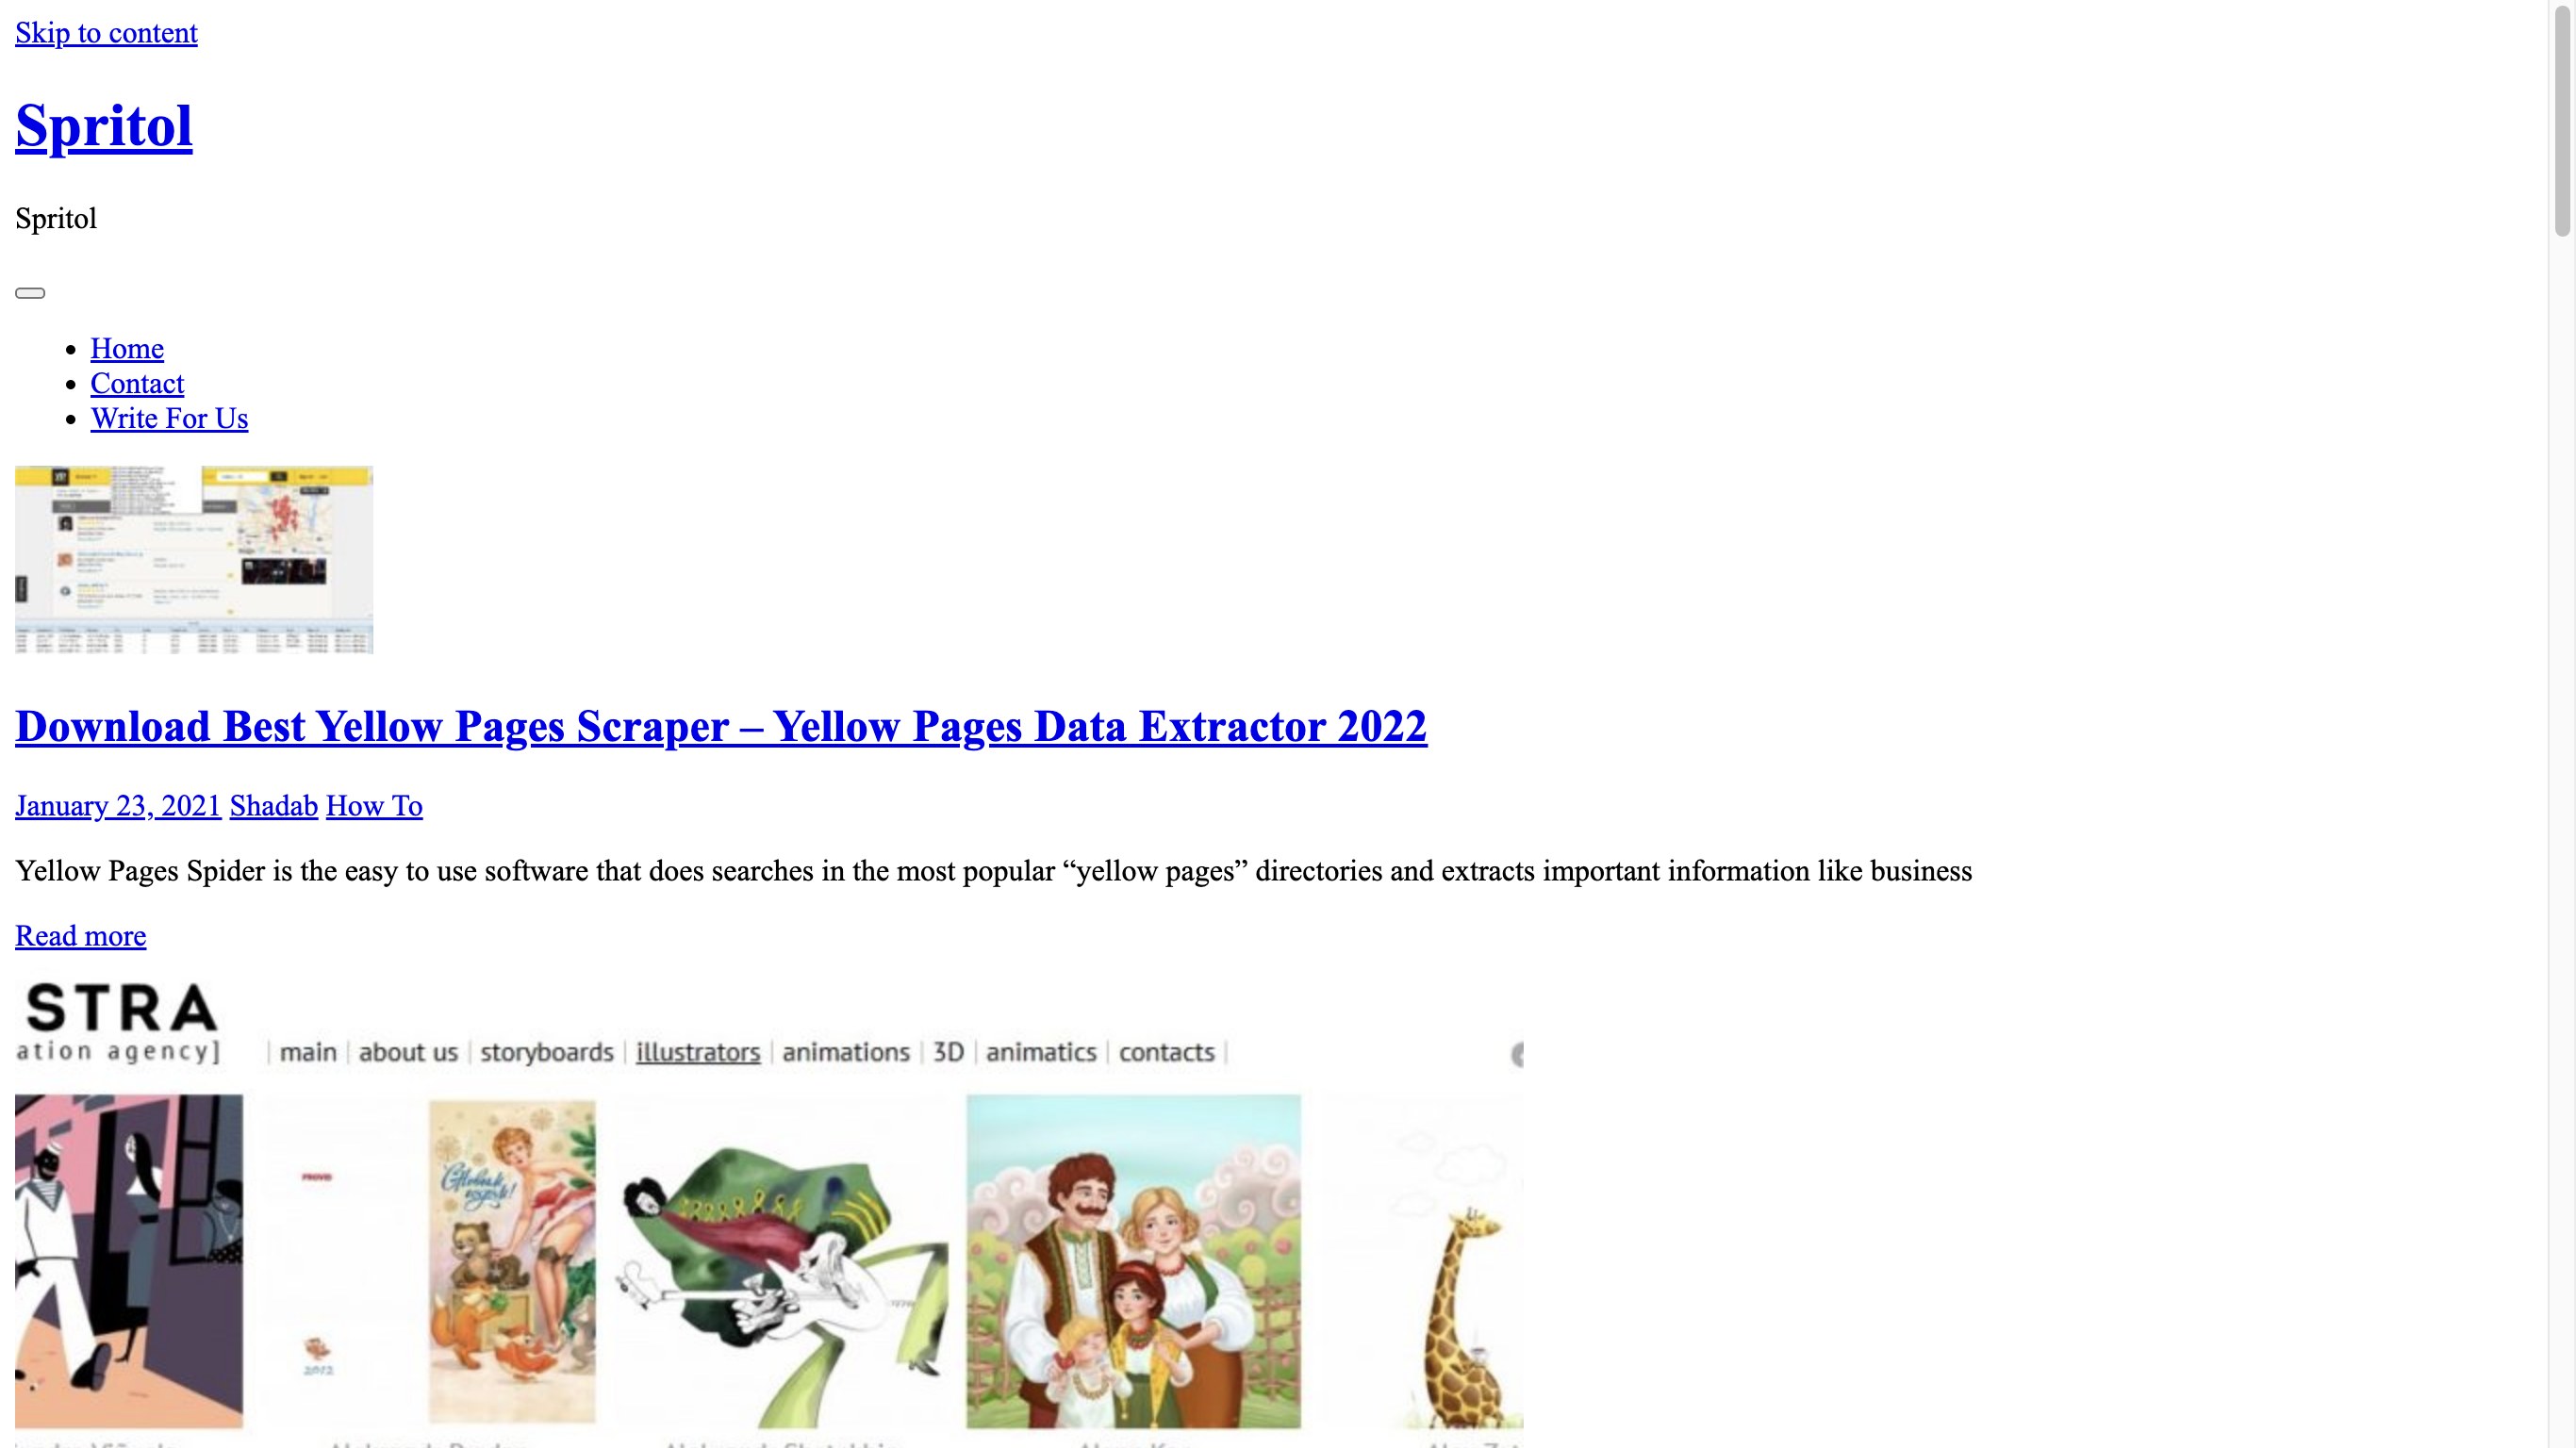 Skip to content
Spritol
Spritol
Home
Contact
Write For Us
Download Best Yellow Pages Scraper – Yellow Pages Data Extractor 2022
January 23, 2021 Shadab How To
Yellow Pages Spider is the easy to use software that does searches in the most popular “yellow pages” directories and extracts important information like business
Read more
STRA
ation agency]
main | about us | storyboards | illustrators | animations | 3D | animatics | contacts
PROVID
2012